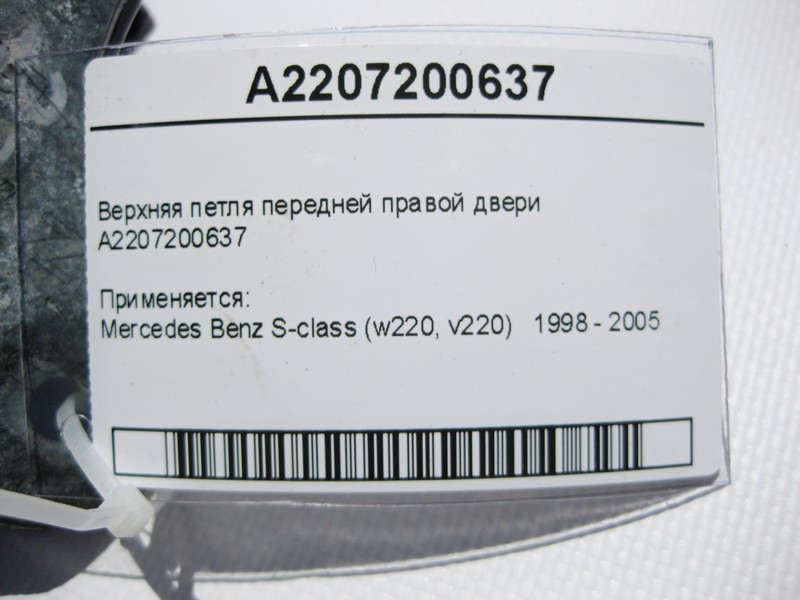 A2207200637
Верхняя петля передней правой двери
A2207200637
Применяется:
Mercedes Benz S-class (w220, v220) 1998 - 2005